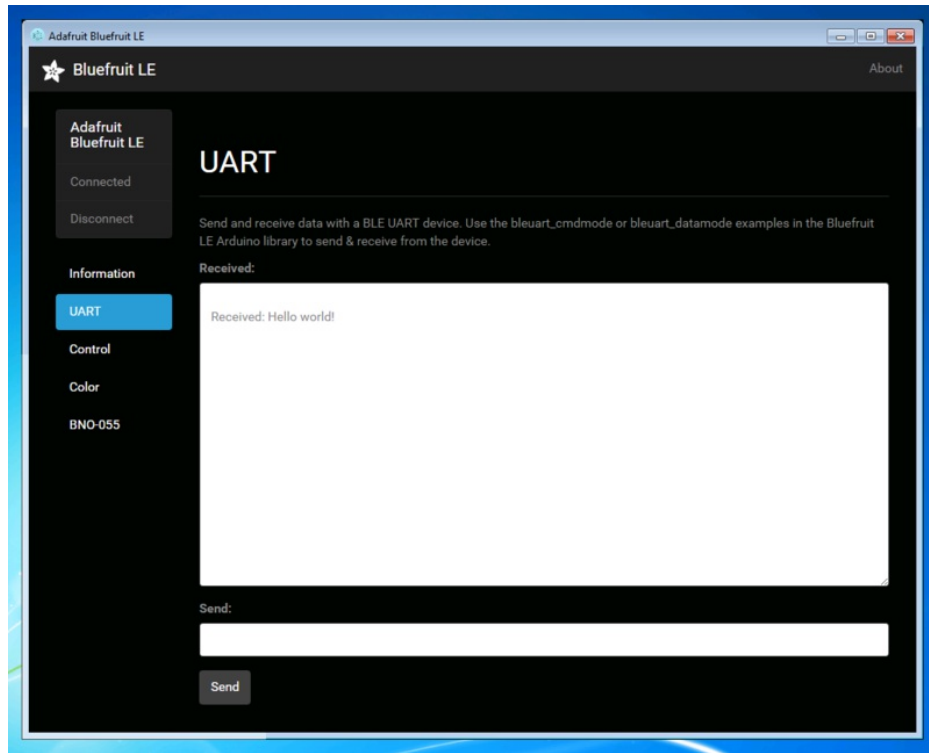 Adafruit Bluefruit LE
Bluefruit LE
About
Adafruit
Bluefruit LE
Connected
Disconnect
Information
UART
Control
Color
BNO-055
UART
Send and receive data with a BLE UART device. Use the bleuart_cmdmode or bleuart_datamode examples in the Bluefruit
LE Arduino library to send & receive from the device.
Received:
Received: Hello world!
Send:
Send